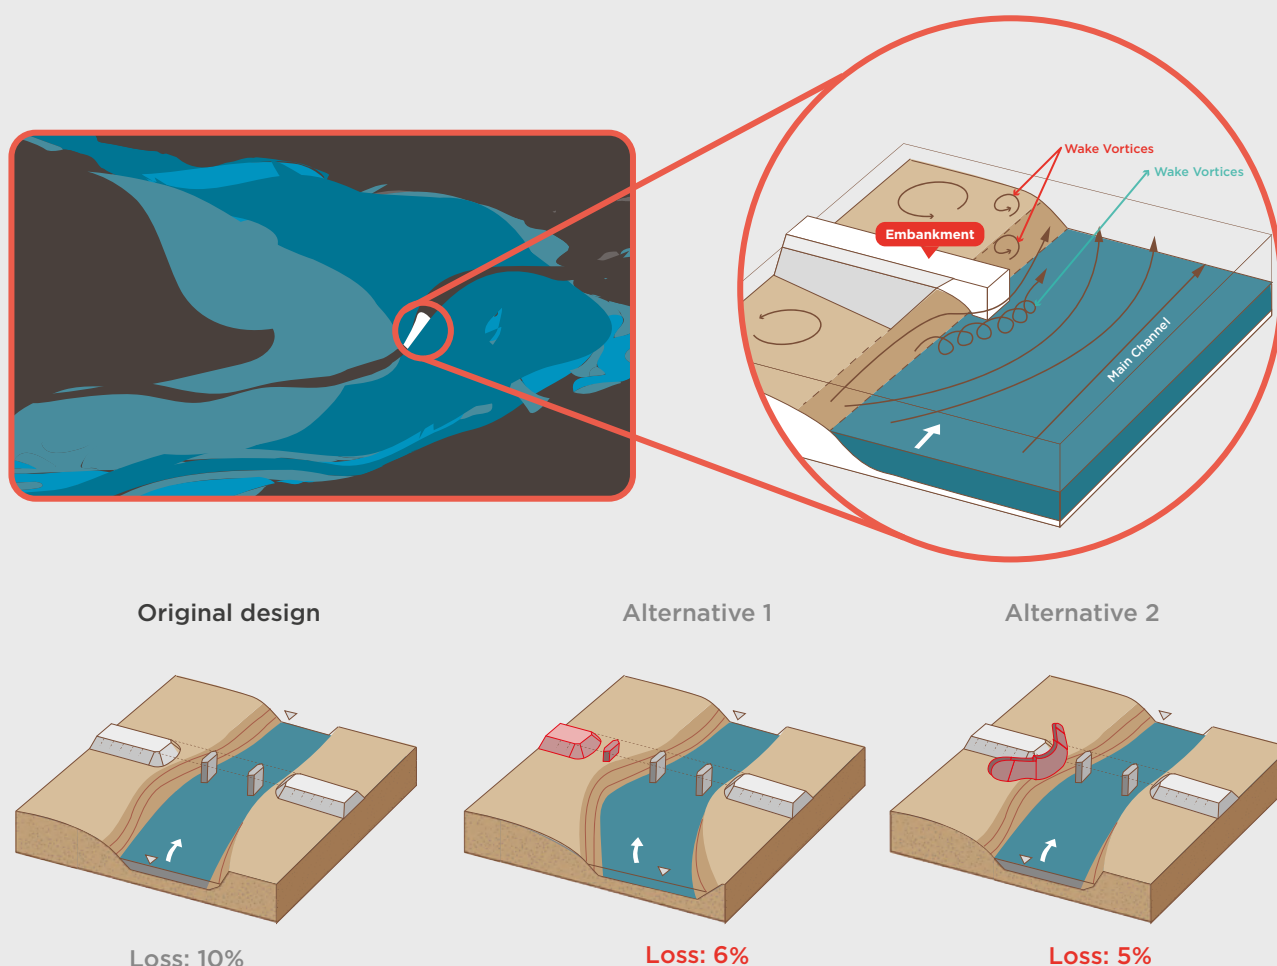 Wake Vortices
Wake Vortices
Embankment
Main Channel
Original design
Alternative 1
Alternative 2
Loss: 10%
Loss: 6%
Loss: 5%